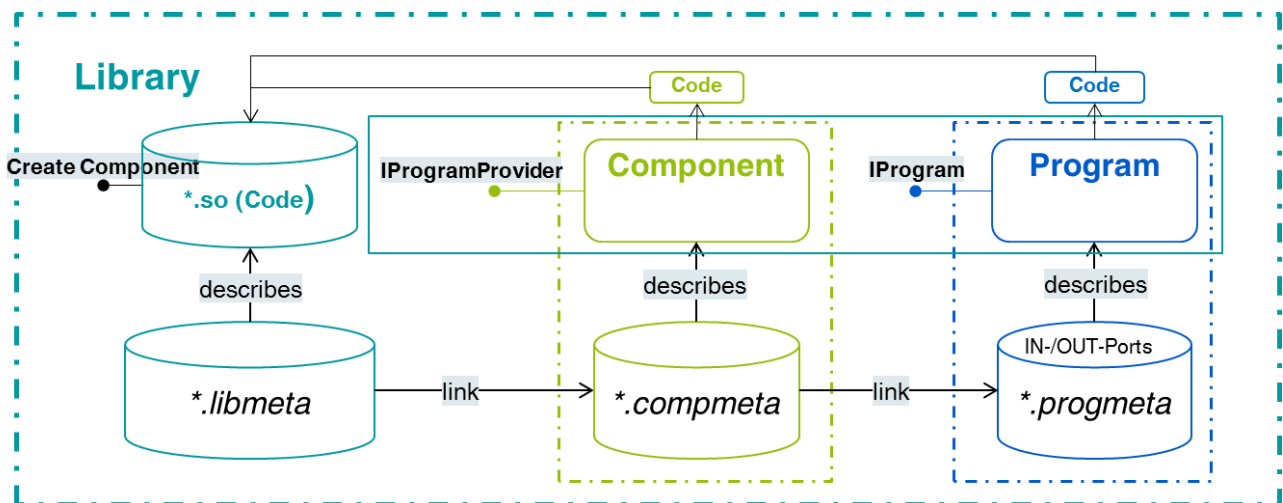 Library
Code
Code
Create Component
*.so (Code)
IProgramProvider
Component
IProgram
Program
describes
describes
describes
*.libmeta
link
*.compmeta
link
IN-/OUT-Ports
*.progmeta